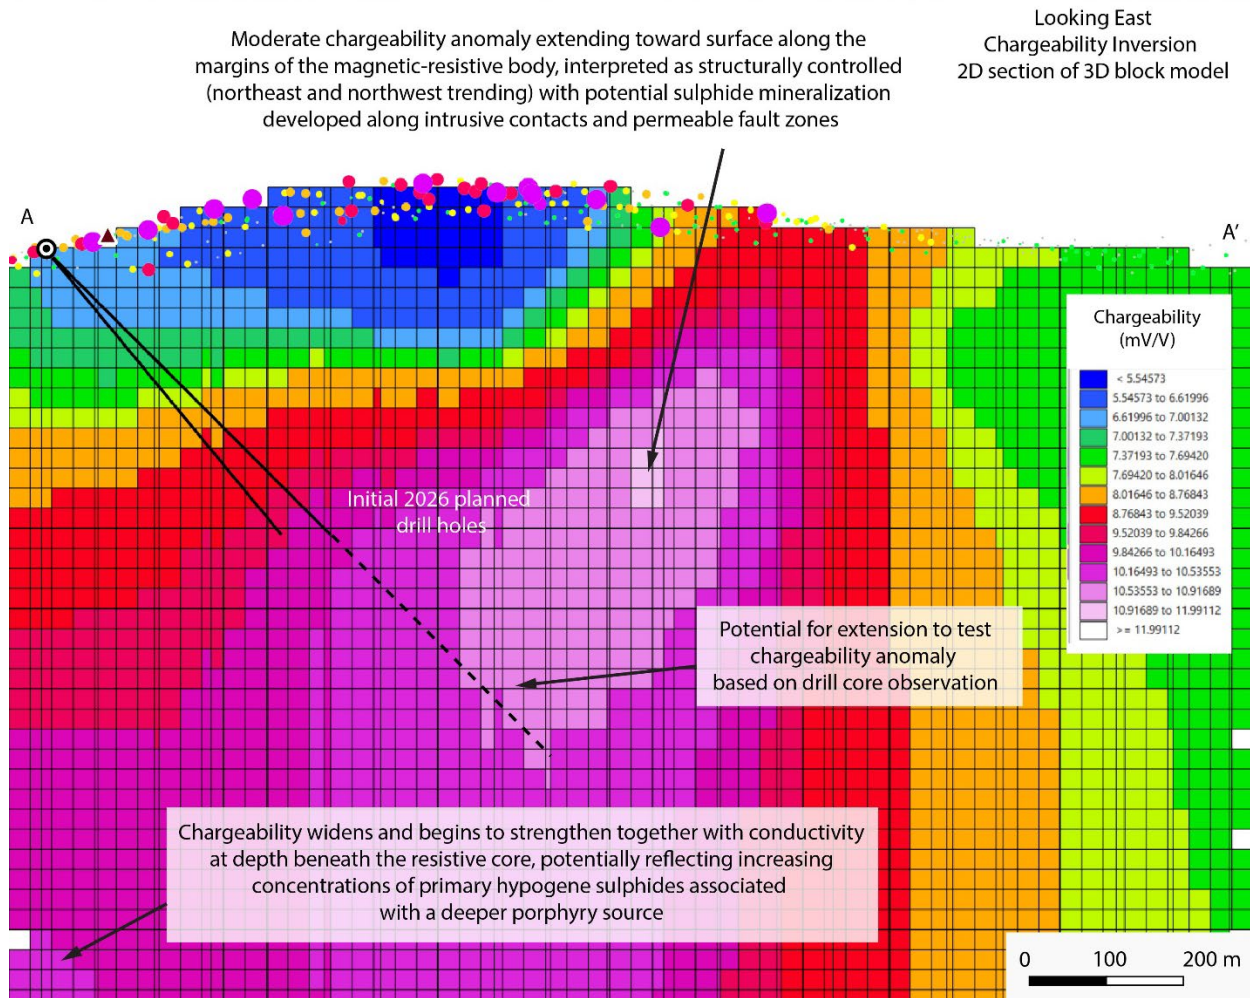 Looking East
Chargeability Inversion
2D section of 3D block model
Moderate chargeability anomaly extending toward surface along the
margins of the magnetic-resistive body, interpreted as structurally controlled
(northeast and northwest trending) with potential sulphide mineralization
developed along intrusive contacts and permeable fault zones
A
A'
Chargeability
(mV/V)
< 5.54573
5.54573 to 6.61996
6.61996 to 7.00132
7.00132 to 7.37193
7.37193 to 7.69420
7.69420 to 8.01646
8.01646 to 8.76843
8.76843 to 9.52039
9.52039 to 9.84266
9.84266 to 10.16493
10.16493 to 10.53553
10.53553 to 10.91689
10.91689 to 11.99112
>= 11.99112
Initial 2026 planned
drill holes
Potential for extension to test
chargeability anomaly
based on drill core observation
Chargeability widens and begins to strengthen together with conductivity
at depth beneath the resistive core, potentially reflecting increasing
concentrations of primary hypogene sulphides associated
with a deeper porphyry source
0 100 200 m